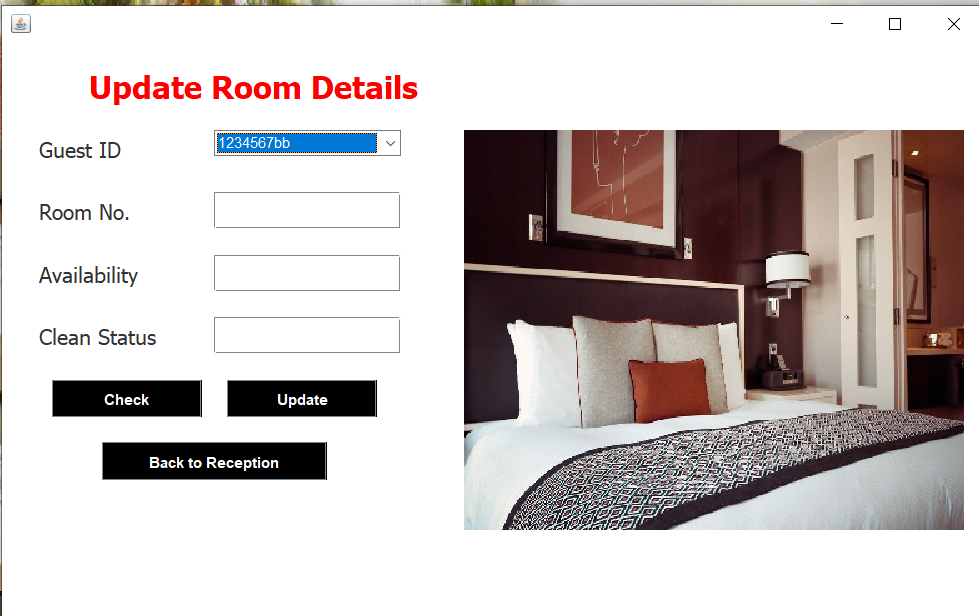 Update Room Details
Guest ID
1234567bb
Room No.
Availability
Clean Status
Check
Update
Back to Reception